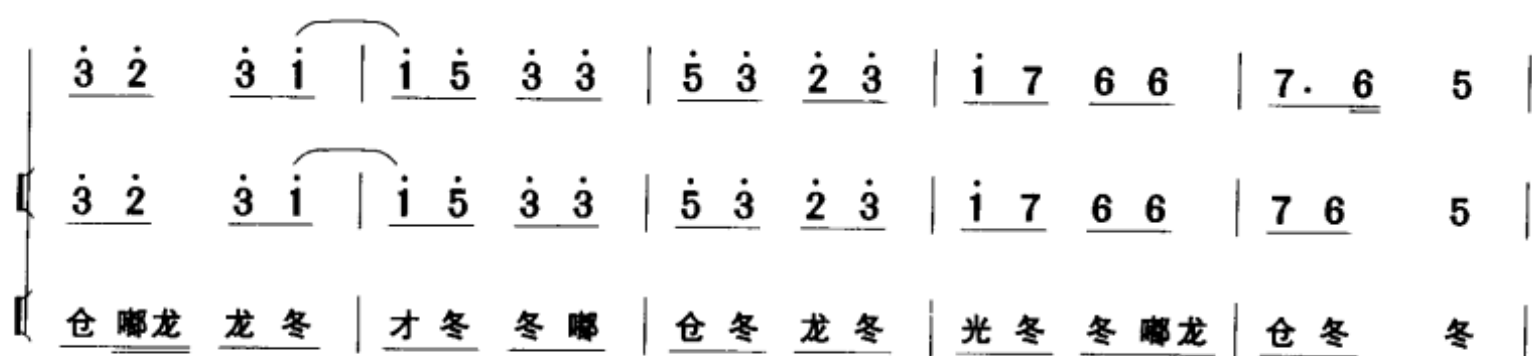 3̇ 2̇ 3̇ 1̇ | 1̇ 5̇ 3̇ 3̇ | 5̇ 3̇ 2̇ 3̇ | 1̇ 7 6 6 | 7. 6 5 |
3̇ 2̇ 3̇ 1̇ | 1̇ 5̇ 3̇ 3̇ | 5̇ 3̇ 2̇ 3̇ | 1̇ 7 6 6 | 7 6 5 |
仓 嘟龙 龙 冬 | 才 冬 冬 嘟 | 仓 冬 龙 冬 | 光 冬 冬 嘟龙 | 仓 冬 冬 |